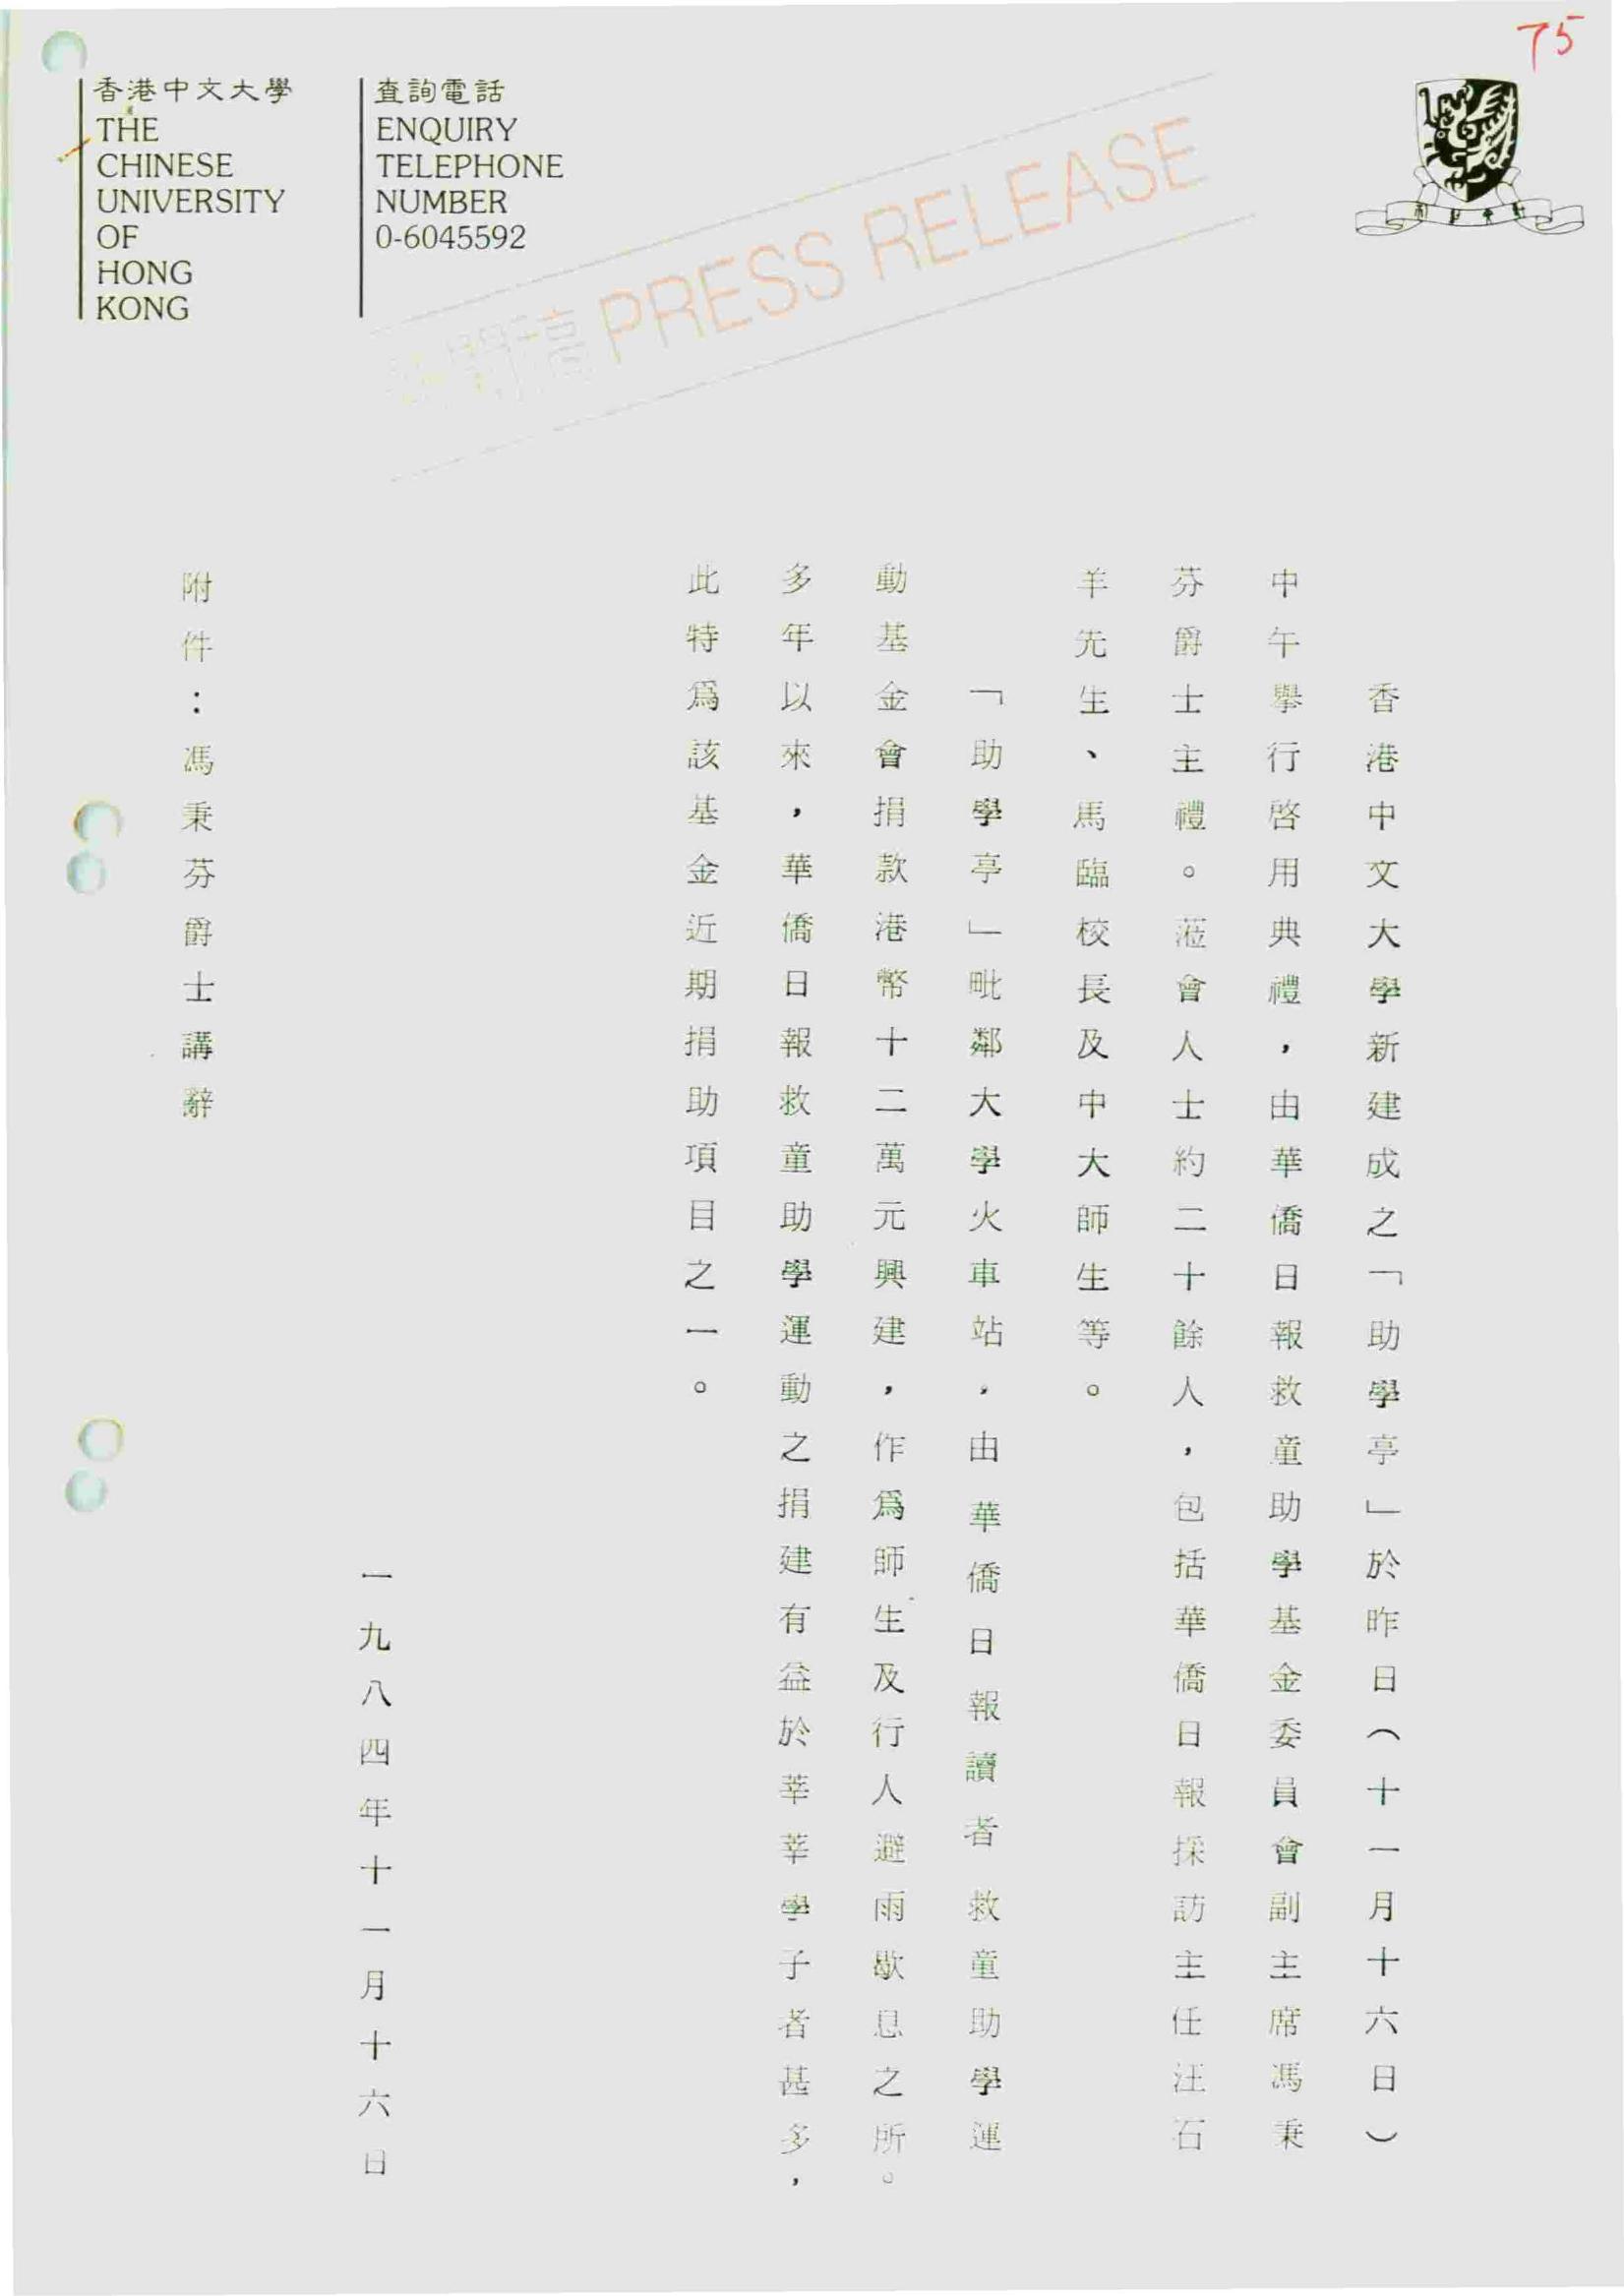 75
香港中文大學
THE
CHINESE
UNIVERSITY
OF
HONG
KONG
查詢電話
ENQUIRY
TELEPHONE
NUMBER
0-6045592
新聞稿 PRESS RELEASE
香港中文大學新建成之「助學亭」於昨日（十一月十六日）
中午舉行啓用典禮，由華僑日報救童助學基金委員會副主席馮秉
芬爵士主禮。蒞會人士約二十餘人，包括華僑日報採訪主任汪石
羊先生、馬臨校長及中大師生等。
「助學亭」毗鄰大學火車站，由華僑日報讀者救童助學運
動基金會捐款港幣十二萬元興建，作爲師生及行人避雨歇息之所。
多年以來，華僑日報救童助學運動之捐建有益於莘莘學子者甚多，
此特爲該基金近期捐助項目之一。
一九八四年十一月十六日
附件：馮秉芬爵士講辭